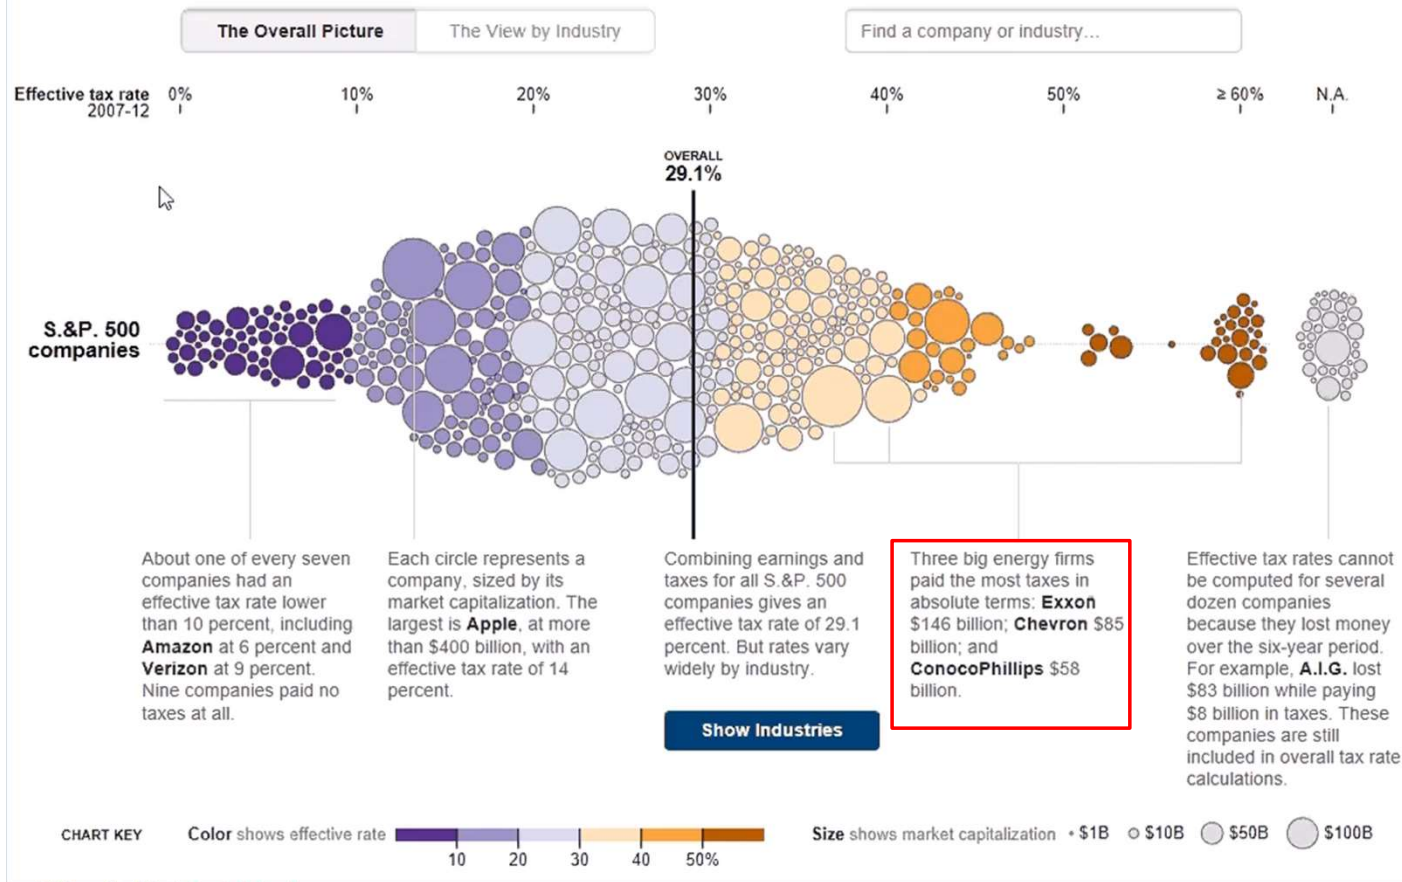 The Overall Picture
The View by Industry
Find a company or industry...
Effective tax rate
2007-12
0%
10%
20%
30%
40%
50%
≥ 60%
N.A.
OVERALL
29.1%
S.&P. 500
companies
About one of every seven
companies had an
effective tax rate lower
than 10 percent, including
Amazon at 6 percent and
Verizon at 9 percent.
Nine companies paid no
taxes at all.
Each circle represents a
company, sized by its
market capitalization. The
largest is Apple, at more
than $400 billion, with an
effective tax rate of 14
percent.
Combining earnings and
taxes for all S.&P. 500
companies gives an
effective tax rate of 29.1
percent. But rates vary
widely by industry.
Show Industries
Three big energy firms
paid the most taxes in
absolute terms: Exxon
$146 billion; Chevron $85
billion; and
ConocoPhillips $58
billion.
Effective tax rates cannot
be computed for several
dozen companies
because they lost money
over the six-year period.
For example, A.I.G. lost
$83 billion while paying
$8 billion in taxes. These
companies are still
included in overall tax rate
calculations.
CHART KEY
Color shows effective rate
10
20
30
40
50%
Size shows market capitalization
$1B
$10B
$50B
$100B